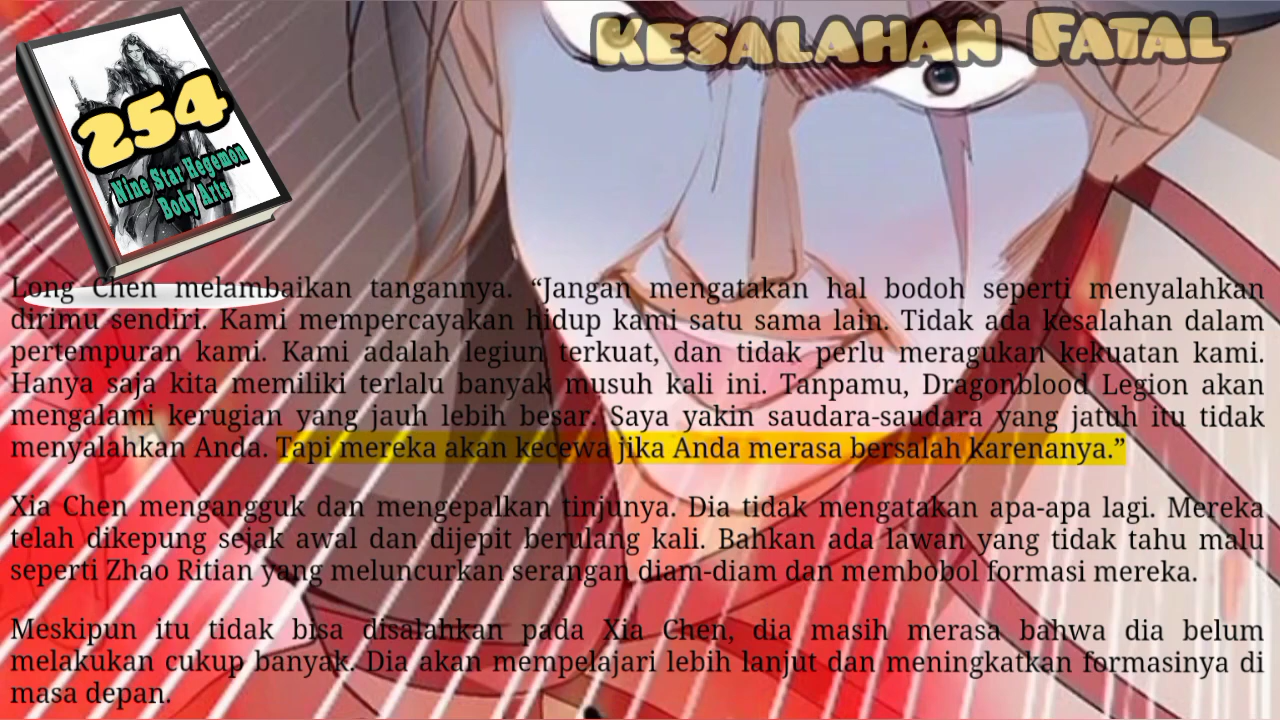 Kesalahan Fatal
254
Nine Star Hegemon
Body Arts
Long Chen melambaikan tangannya. “Jangan mengatakan hal bodoh seperti menyalahkan
dirimu sendiri. Kami mempercayakan hidup kami satu sama lain. Tidak ada kesalahan dalam
pertempuran kami. Kami adalah legiun terkuat, dan tidak perlu meragukan kekuatan kami.
Hanya saja kita memiliki terlalu banyak musuh kali ini. Tanpamu, Dragonblood Legion akan
mengalami kerugian yang jauh lebih besar. Saya yakin saudara-saudara yang jatuh itu tidak
menyalahkan Anda. Tapi mereka akan kecewa jika Anda merasa bersalah karenanya.”
Xia Chen mengangguk dan mengepalkan tinjunya. Dia tidak mengatakan apa-apa lagi. Mereka
telah dikepung sejak awal dan dijepit berulang kali. Bahkan ada lawan yang tidak tahu malu
seperti Zhao Ritian yang meluncurkan serangan diam-diam dan membobol formasi mereka.
Meskipun itu tidak bisa disalahkan pada Xia Chen, dia masih merasa bahwa dia belum
melakukan cukup banyak. Dia akan mempelajari lebih lanjut dan meningkatkan formasinya di
masa depan.